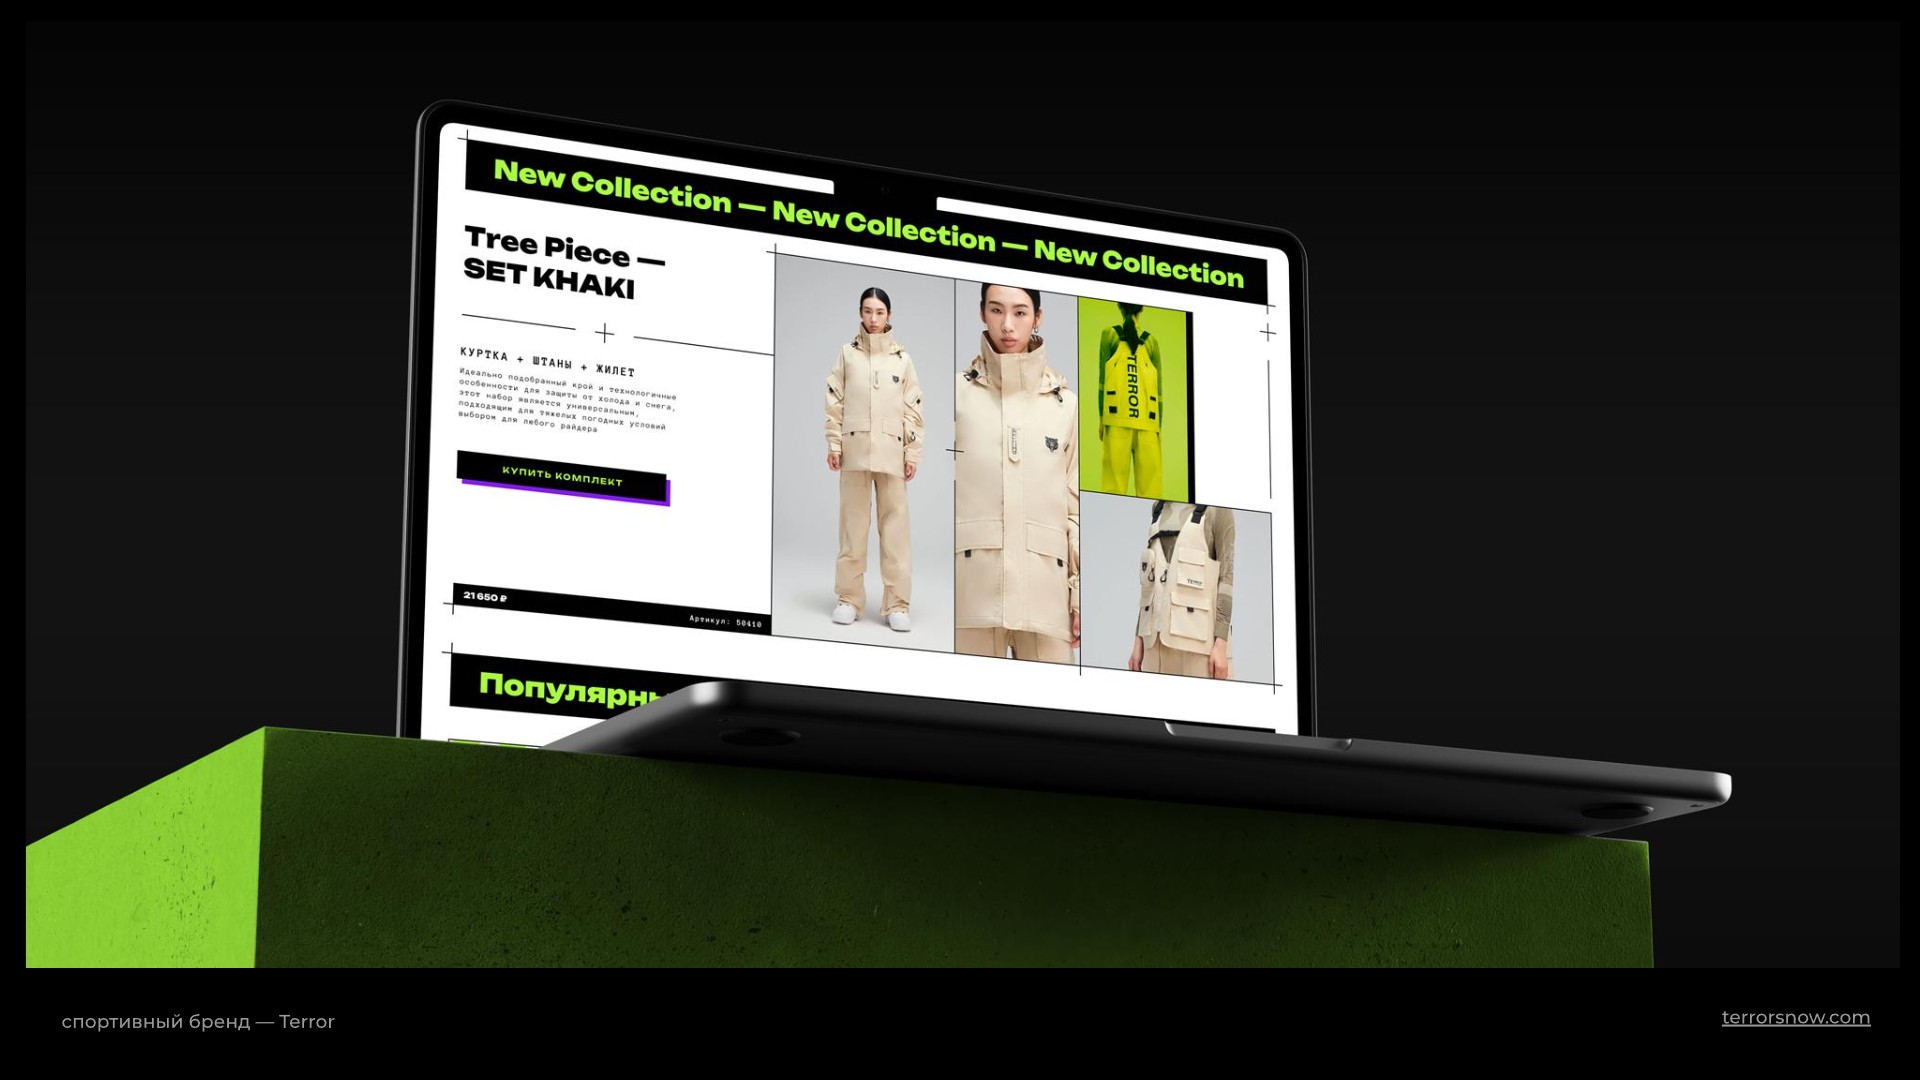 New Collection — New Collection — New Collection
Tree Piece —
SET KHAKI
КУРТКА + ШТАНЫ + ЖИЛЕТ
Идеально подобранный крой и технологичные
особенности для защиты от холода и снега,
этот набор является универсальным,
подходящим для тяжелых погодных условий
выбором для любого райдера
КУПИТЬ КОМПЛЕКТ
TERROR
21 650 ₽
Артикул: 50410
Популярны
спортивный бренд — Terror
terrorsnow.com